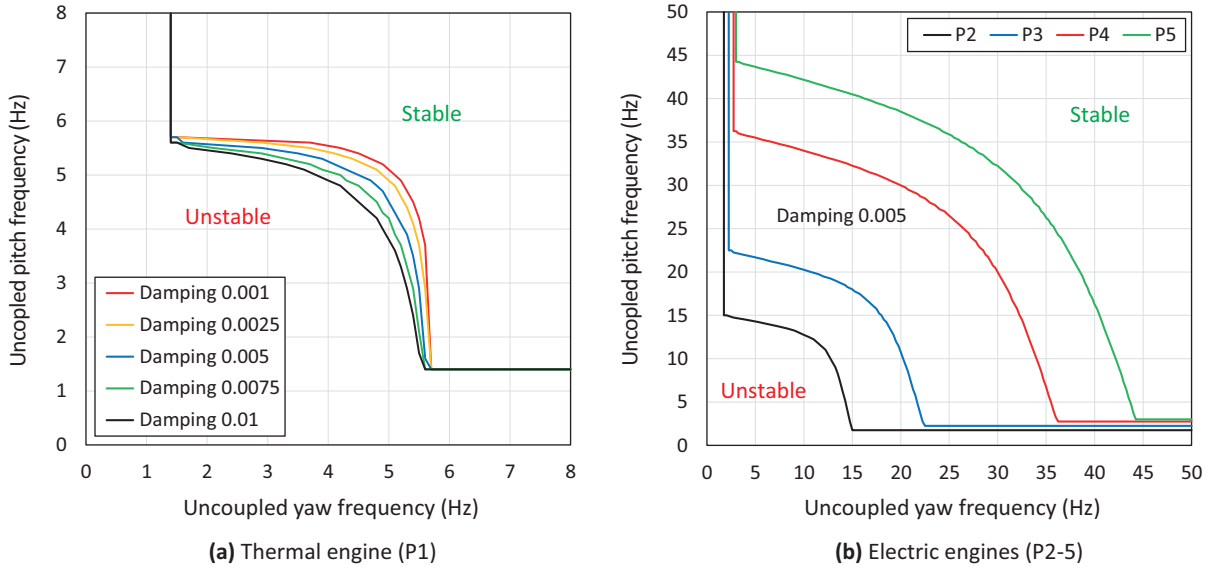 8
7
6
5
4
3
2
1
0
Uncopled pitch frequency (Hz)
Stable
Unstable
Damping 0.001
Damping 0.0025
Damping 0.005
Damping 0.0075
Damping 0.01
0 1 2 3 4 5 6 7 8
Uncoupled yaw frequency (Hz)
(a) Thermal engine (P1)
50
45
40
35
30
25
20
15
10
5
0
Uncoupled pitch frequency (Hz)
P2 P3 P4 P5
Stable
Damping 0.005
Unstable
0 5 10 15 20 25 30 35 40 45 50
Uncoupled yaw frequency (Hz)
(b) Electric engines (P2-5)